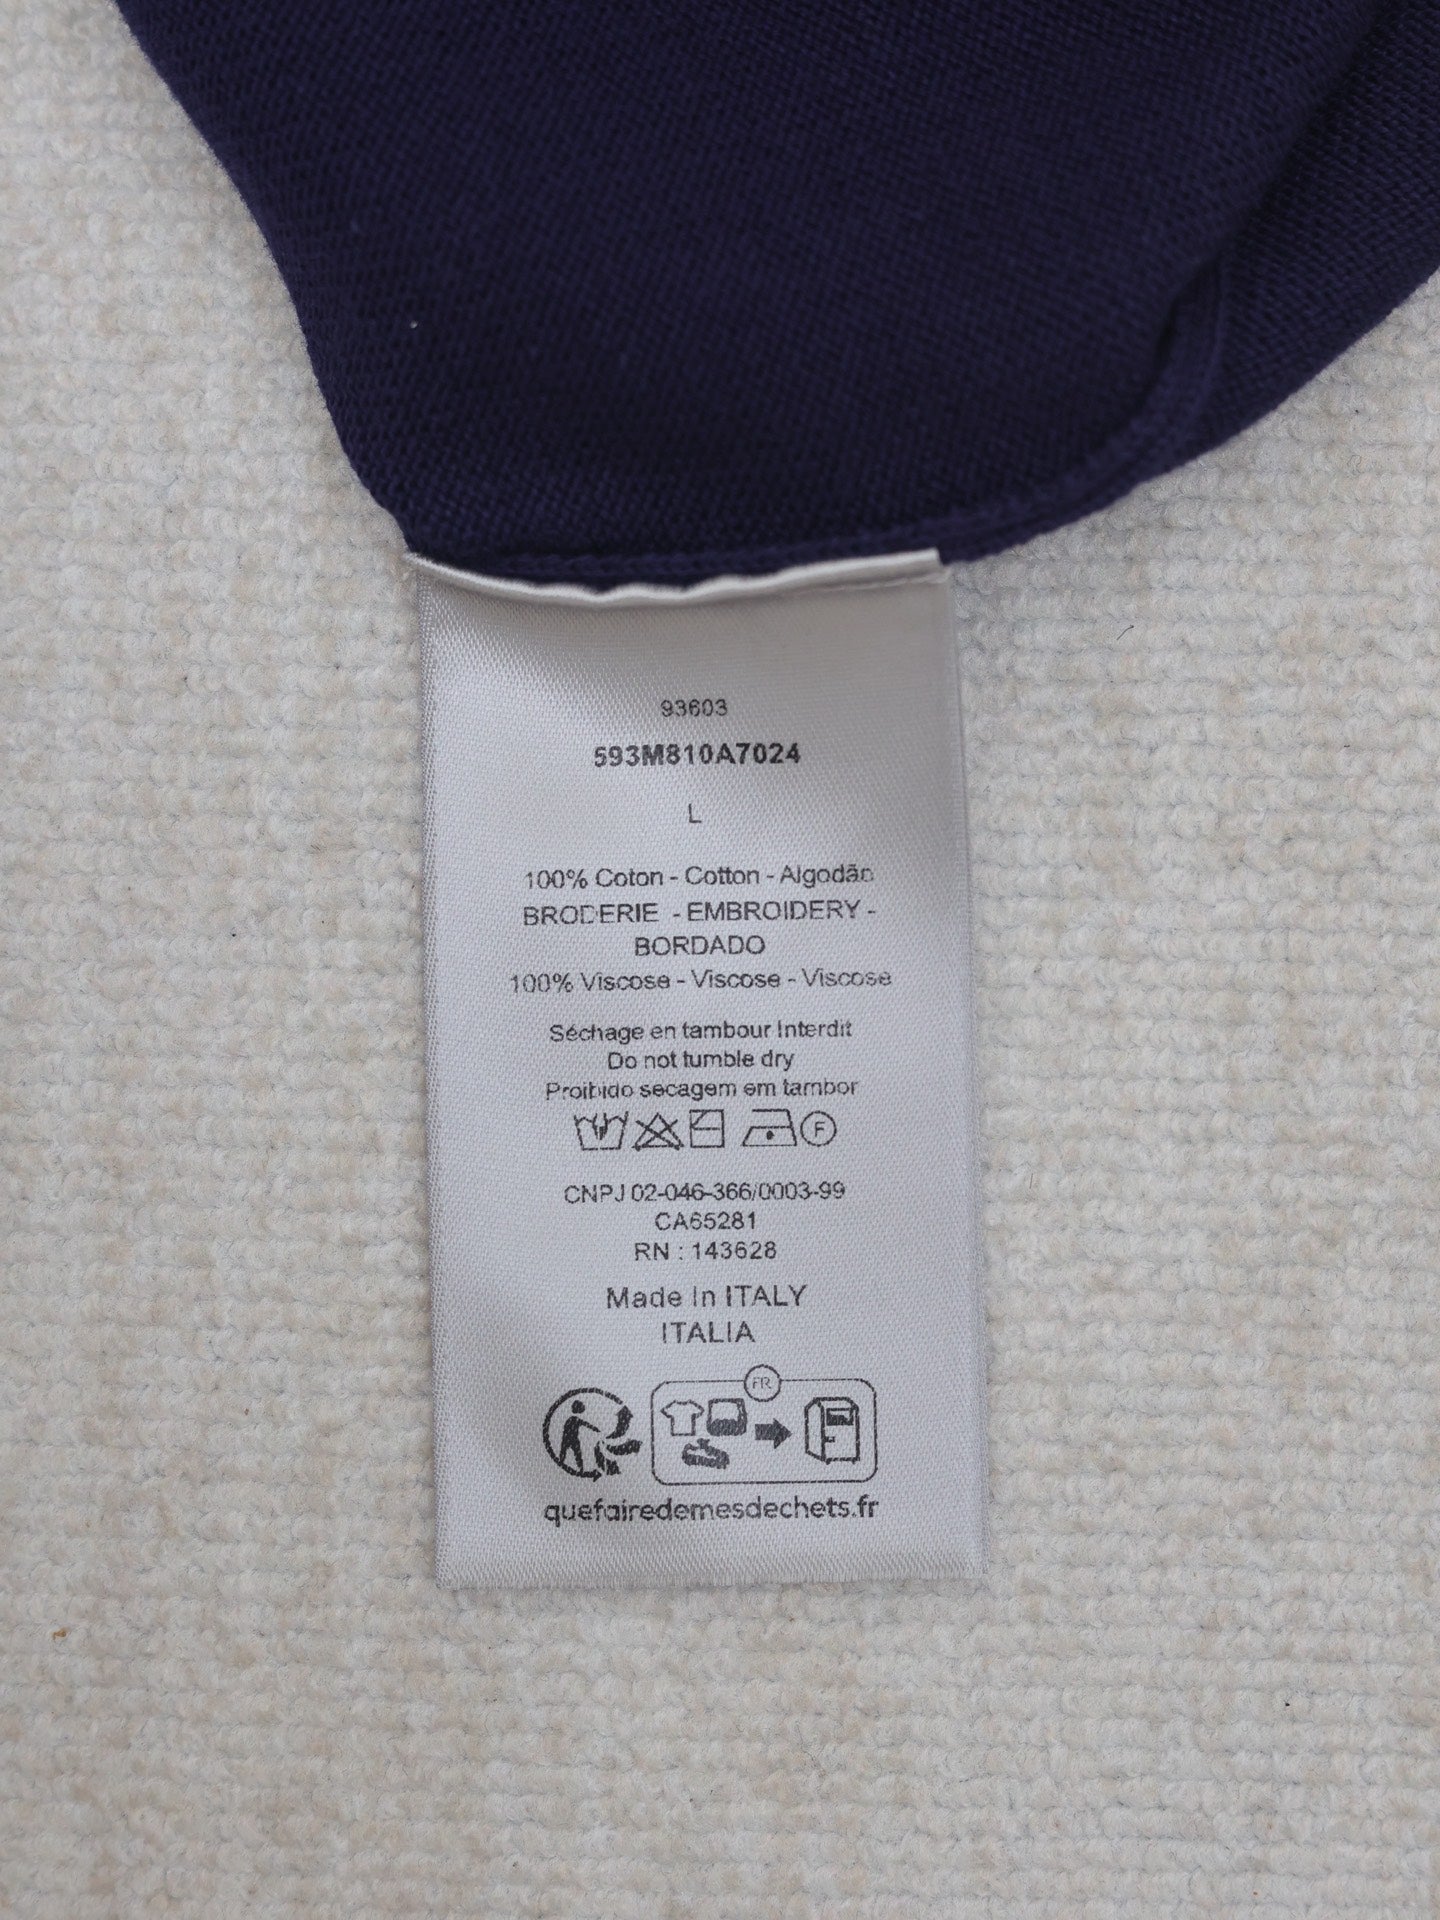 93603
593M810A7024
L
100% Coton - Cotton - Algodão
BRODERIE - EMBROIDERY -
BORDADO
100% Viscose - Viscose - Viscose
Séchage en tambour Interdit
Do not tumble dry
Proibido secagem em tambor
F
CNPJ 02-046-366/0003-99
CA65281
RN : 143628
Made In ITALY
ITALIA
FR
quefairedemesdechets.fr